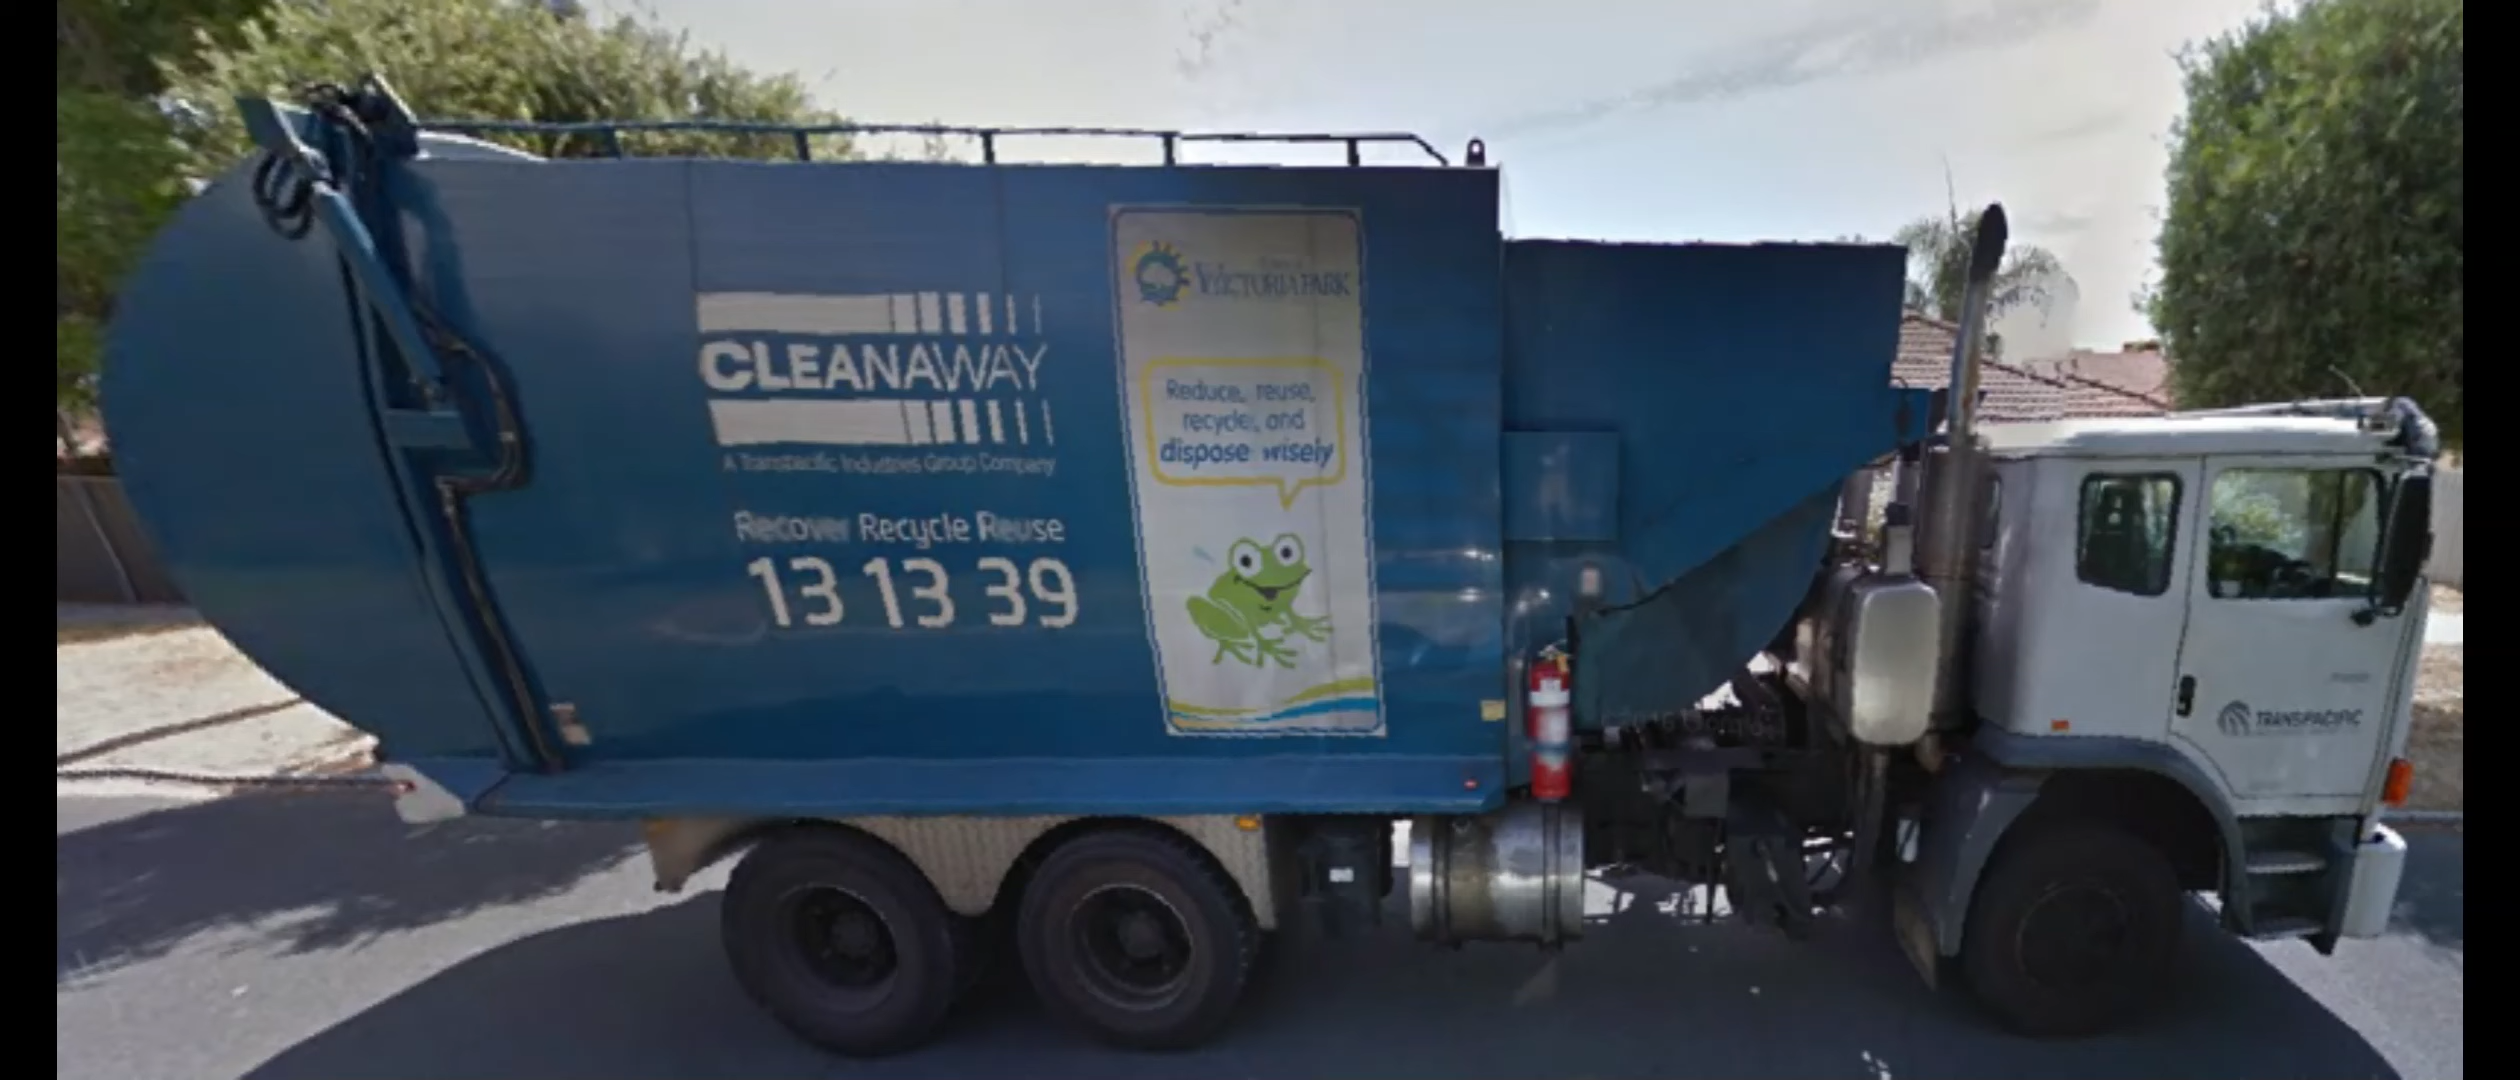 CLEANAWAY
A Transpacific Industries Group Company
Recover Recycle Reuse
13 13 39
VICTORIA PARK
Reduce, reuse,
recycle, and
dispose wisely
TRANSPACIFIC